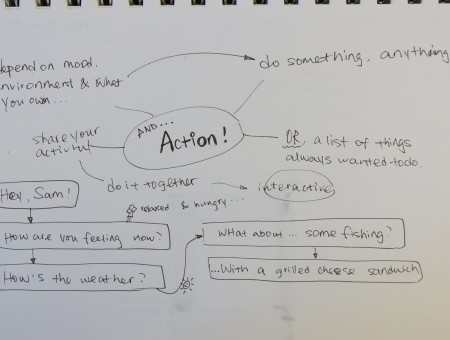 depend on mood.
environment & what
you own...
do something, anything
AND...
Action!
share your
activity
OR, a list of things
always wanted to do.
do it together
interactive
Hey, Sam!
relaxed & hungry...
How are you feeling now?
What about... some fishing?
How's the weather?
...With a grilled cheese sandwich